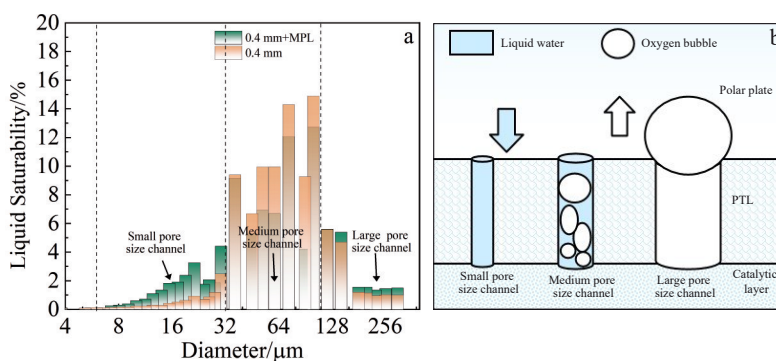 a
0.4 mm+MPL
0.4 mm
Liquid Saturability/%
20
18
16
14
12
10
8
6
4
2
0
Small pore
size channel
Medium pore
size channel
Large pore
size channel
4
8
16
32
64
128
256
Diameter/μm
b
Liquid water
Oxygen bubble
Polar plate
PTL
Small pore
size channel
Medium pore
size channel
Large pore
size channel
Catalytic
layer